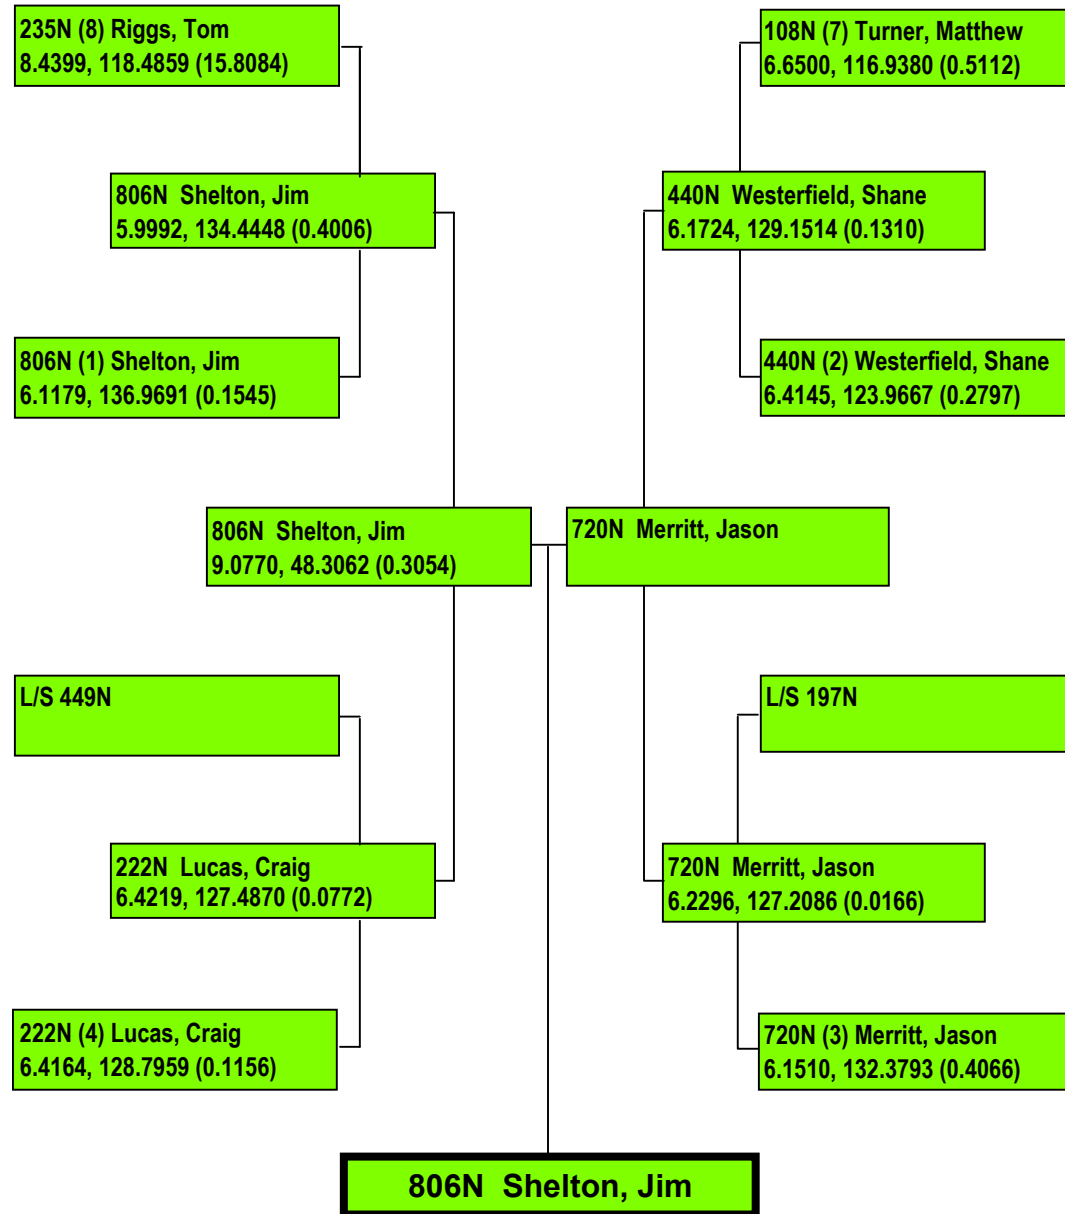 235N (8) Riggs, Tom
8.4399, 118.4859 (15.8084)
108N (7) Turner, Matthew
6.6500, 116.9380 (0.5112)
806N  Shelton, Jim
5.9992, 134.4448 (0.4006)
440N  Westerfield, Shane
6.1724, 129.1514 (0.1310)
806N (1) Shelton, Jim
6.1179, 136.9691 (0.1545)
440N (2) Westerfield, Shane
6.4145, 123.9667 (0.2797)
806N  Shelton, Jim
9.0770, 48.3062 (0.3054)
720N  Merritt, Jason
L/S 449N
L/S 197N
222N  Lucas, Craig
6.4219, 127.4870 (0.0772)
720N  Merritt, Jason
6.2296, 127.2086 (0.0166)
222N (4) Lucas, Craig
6.4164, 128.7959 (0.1156)
720N (3) Merritt, Jason
6.1510, 132.3793 (0.4066)
806N  Shelton, Jim